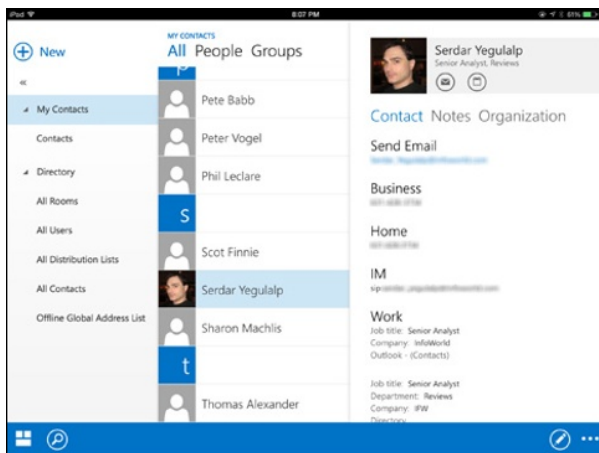 iPad
8:07 PM
61%
New
«
My Contacts
Contacts
Directory
All Rooms
All Users
All Distribution Lists
All Contacts
Offline Global Address List
MY CONTACTS
All People Groups
p
Pete Babb
Peter Vogel
Phil Leclare
s
Scot Finnie
Serdar Yegulalp
Sharon Machlis
t
Thomas Alexander
Serdar Yegulalp
Senior Analyst, Reviews
Contact Notes Organization
Send Email
Business
Home
IM
Work
Job title: Senior Analyst
Company: InfoWorld
Outlook - (Contacts)
Job title: Senior Analyst
Department: Reviews
Company: IFW
Directory